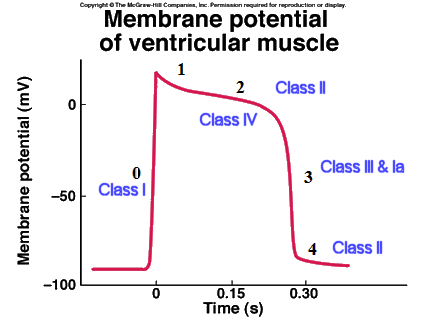 Copyright © The McGraw-Hill Companies, Inc. Permission required for reproduction or display.
Membrane potential
of ventricular muscle
Membrane potential (mV)
0
−50
−100
1
2
Class II
Class IV
0
Class I
3
Class III & Ia
4
Class II
0
0.15
0.30
Time (s)